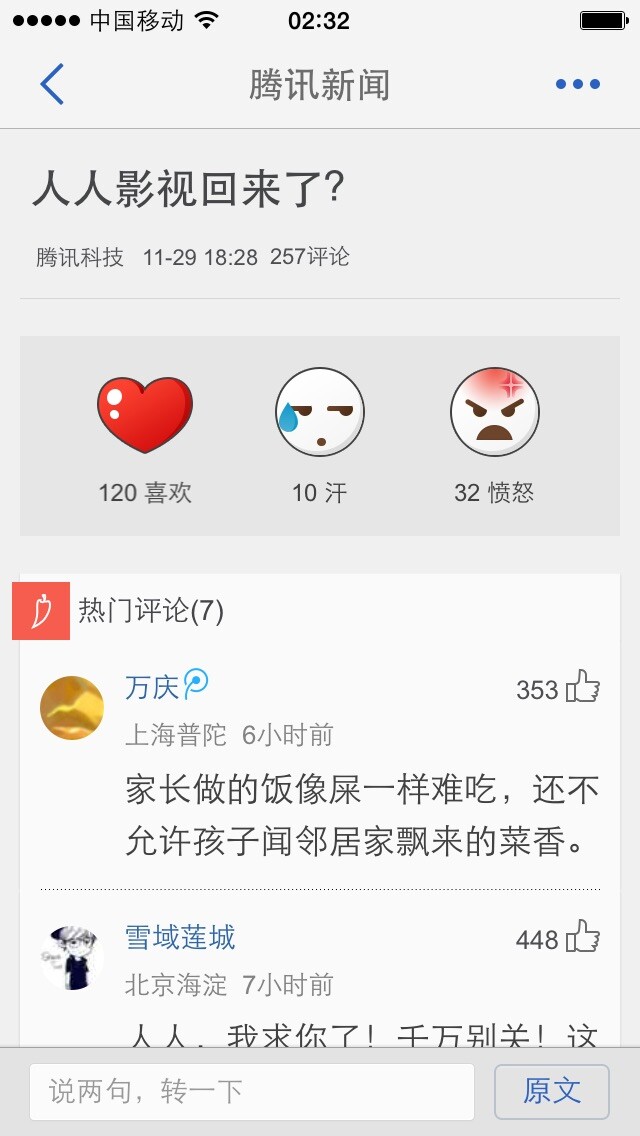 中国移动 02:32
腾讯新闻
人人影视回来了?
腾讯科技 11-29 18:28 257评论
120 喜欢 10 汗 32 愤怒
热门评论(7)
万庆 353
上海普陀 6小时前
家长做的饭像屎一样难吃，还不
允许孩子闻邻居家飘来的菜香。
雪域莲城 448
北京海淀 7小时前
人人，我求你了！千万别关！这
说两句，转一下 原文